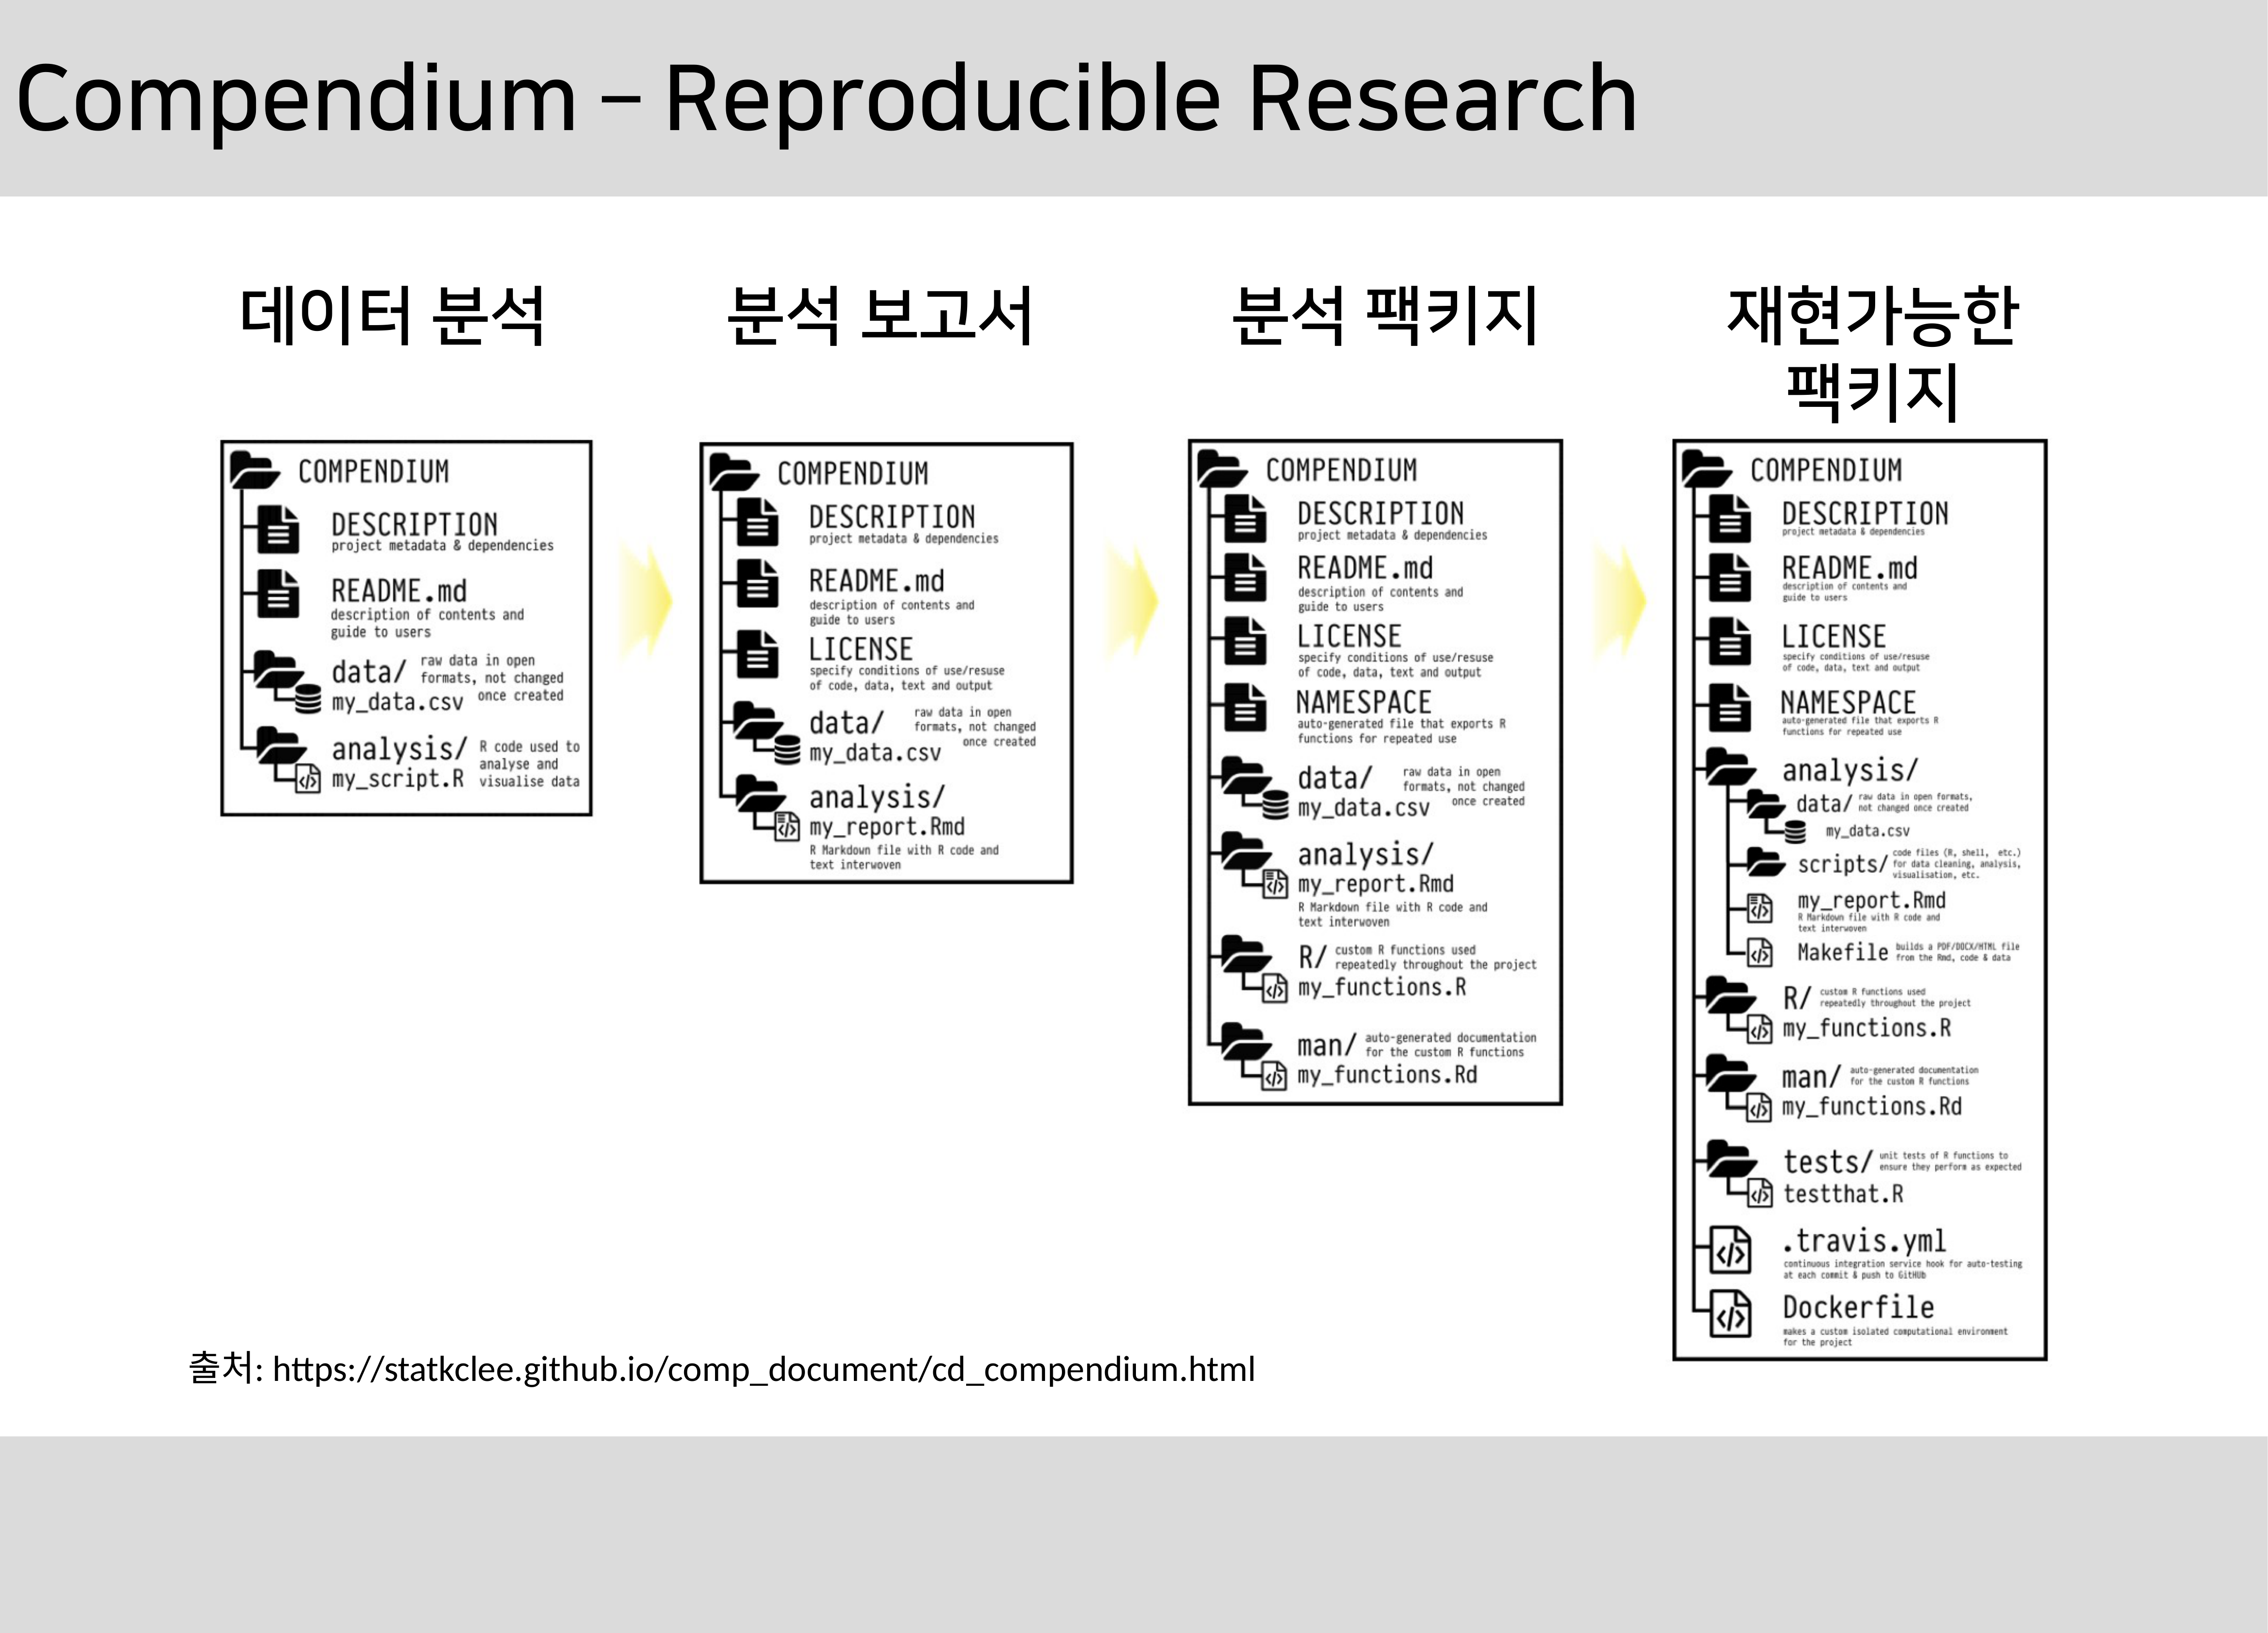 Compendium – Reproducible Research
데이터 분석
COMPENDIUM
DESCRIPTION
project metadata & dependencies
README.md
description of contents and
guide to users
data/ raw data in open
formats, not changed
my_data.csv once created
analysis/ R code used to
analyse and
my_script.R visualise data
분석 보고서
COMPENDIUM
DESCRIPTION
project metadata & dependencies
README.md
description of contents and
guide to users
LICENSE
specify conditions of use/resuse
of code, data, text and output
data/ raw data in open
formats, not changed
my_data.csv once created
analysis/
my_report.Rmd
R Markdown file with R code and
text interwoven
분석 팩키지
COMPENDIUM
DESCRIPTION
project metadata & dependencies
README.md
description of contents and
guide to users
LICENSE
specify conditions of use/resuse
of code, data, text and output
NAMESPACE
auto-generated file that exports R
functions for repeated use
data/ raw data in open
formats, not changed
my_data.csv once created
analysis/
my_report.Rmd
R Markdown file with R code and
text interwoven
R/ custom R functions used
repeatedly throughout the project
my_functions.R
man/ auto-generated documentation
for the custom R functions
my_functions.Rd
재현가능한
팩키지
COMPENDIUM
DESCRIPTION
project metadata & dependencies
README.md
description of contents and
guide to users
LICENSE
specify conditions of use/resuse
of code, data, text and output
NAMESPACE
auto-generated file that exports R
functions for repeated use
analysis/
data/ raw data in open formats,
not changed once created
my_data.csv
scripts/ code files (R, shell, etc.)
for data cleaning, analysis,
visualisation, etc.
my_report.Rmd
R Markdown file with R code and
text interwoven
Makefile builds a PDF/DOCX/HTML file
from the Rmd, code & data
R/ custom R functions used
repeatedly throughout the project
my_functions.R
man/ auto-generated documentation
for the custom R functions
my_functions.Rd
tests/ unit tests of R functions to
ensure they perform as expected
testthat.R
.travis.yml
continuous integration service hook for auto-testing
at each commit & push to GitHUb
Dockerfile
makes a custom isolated computational environment
for the project
출처: https://statkclee.github.io/comp_document/cd_compendium.html